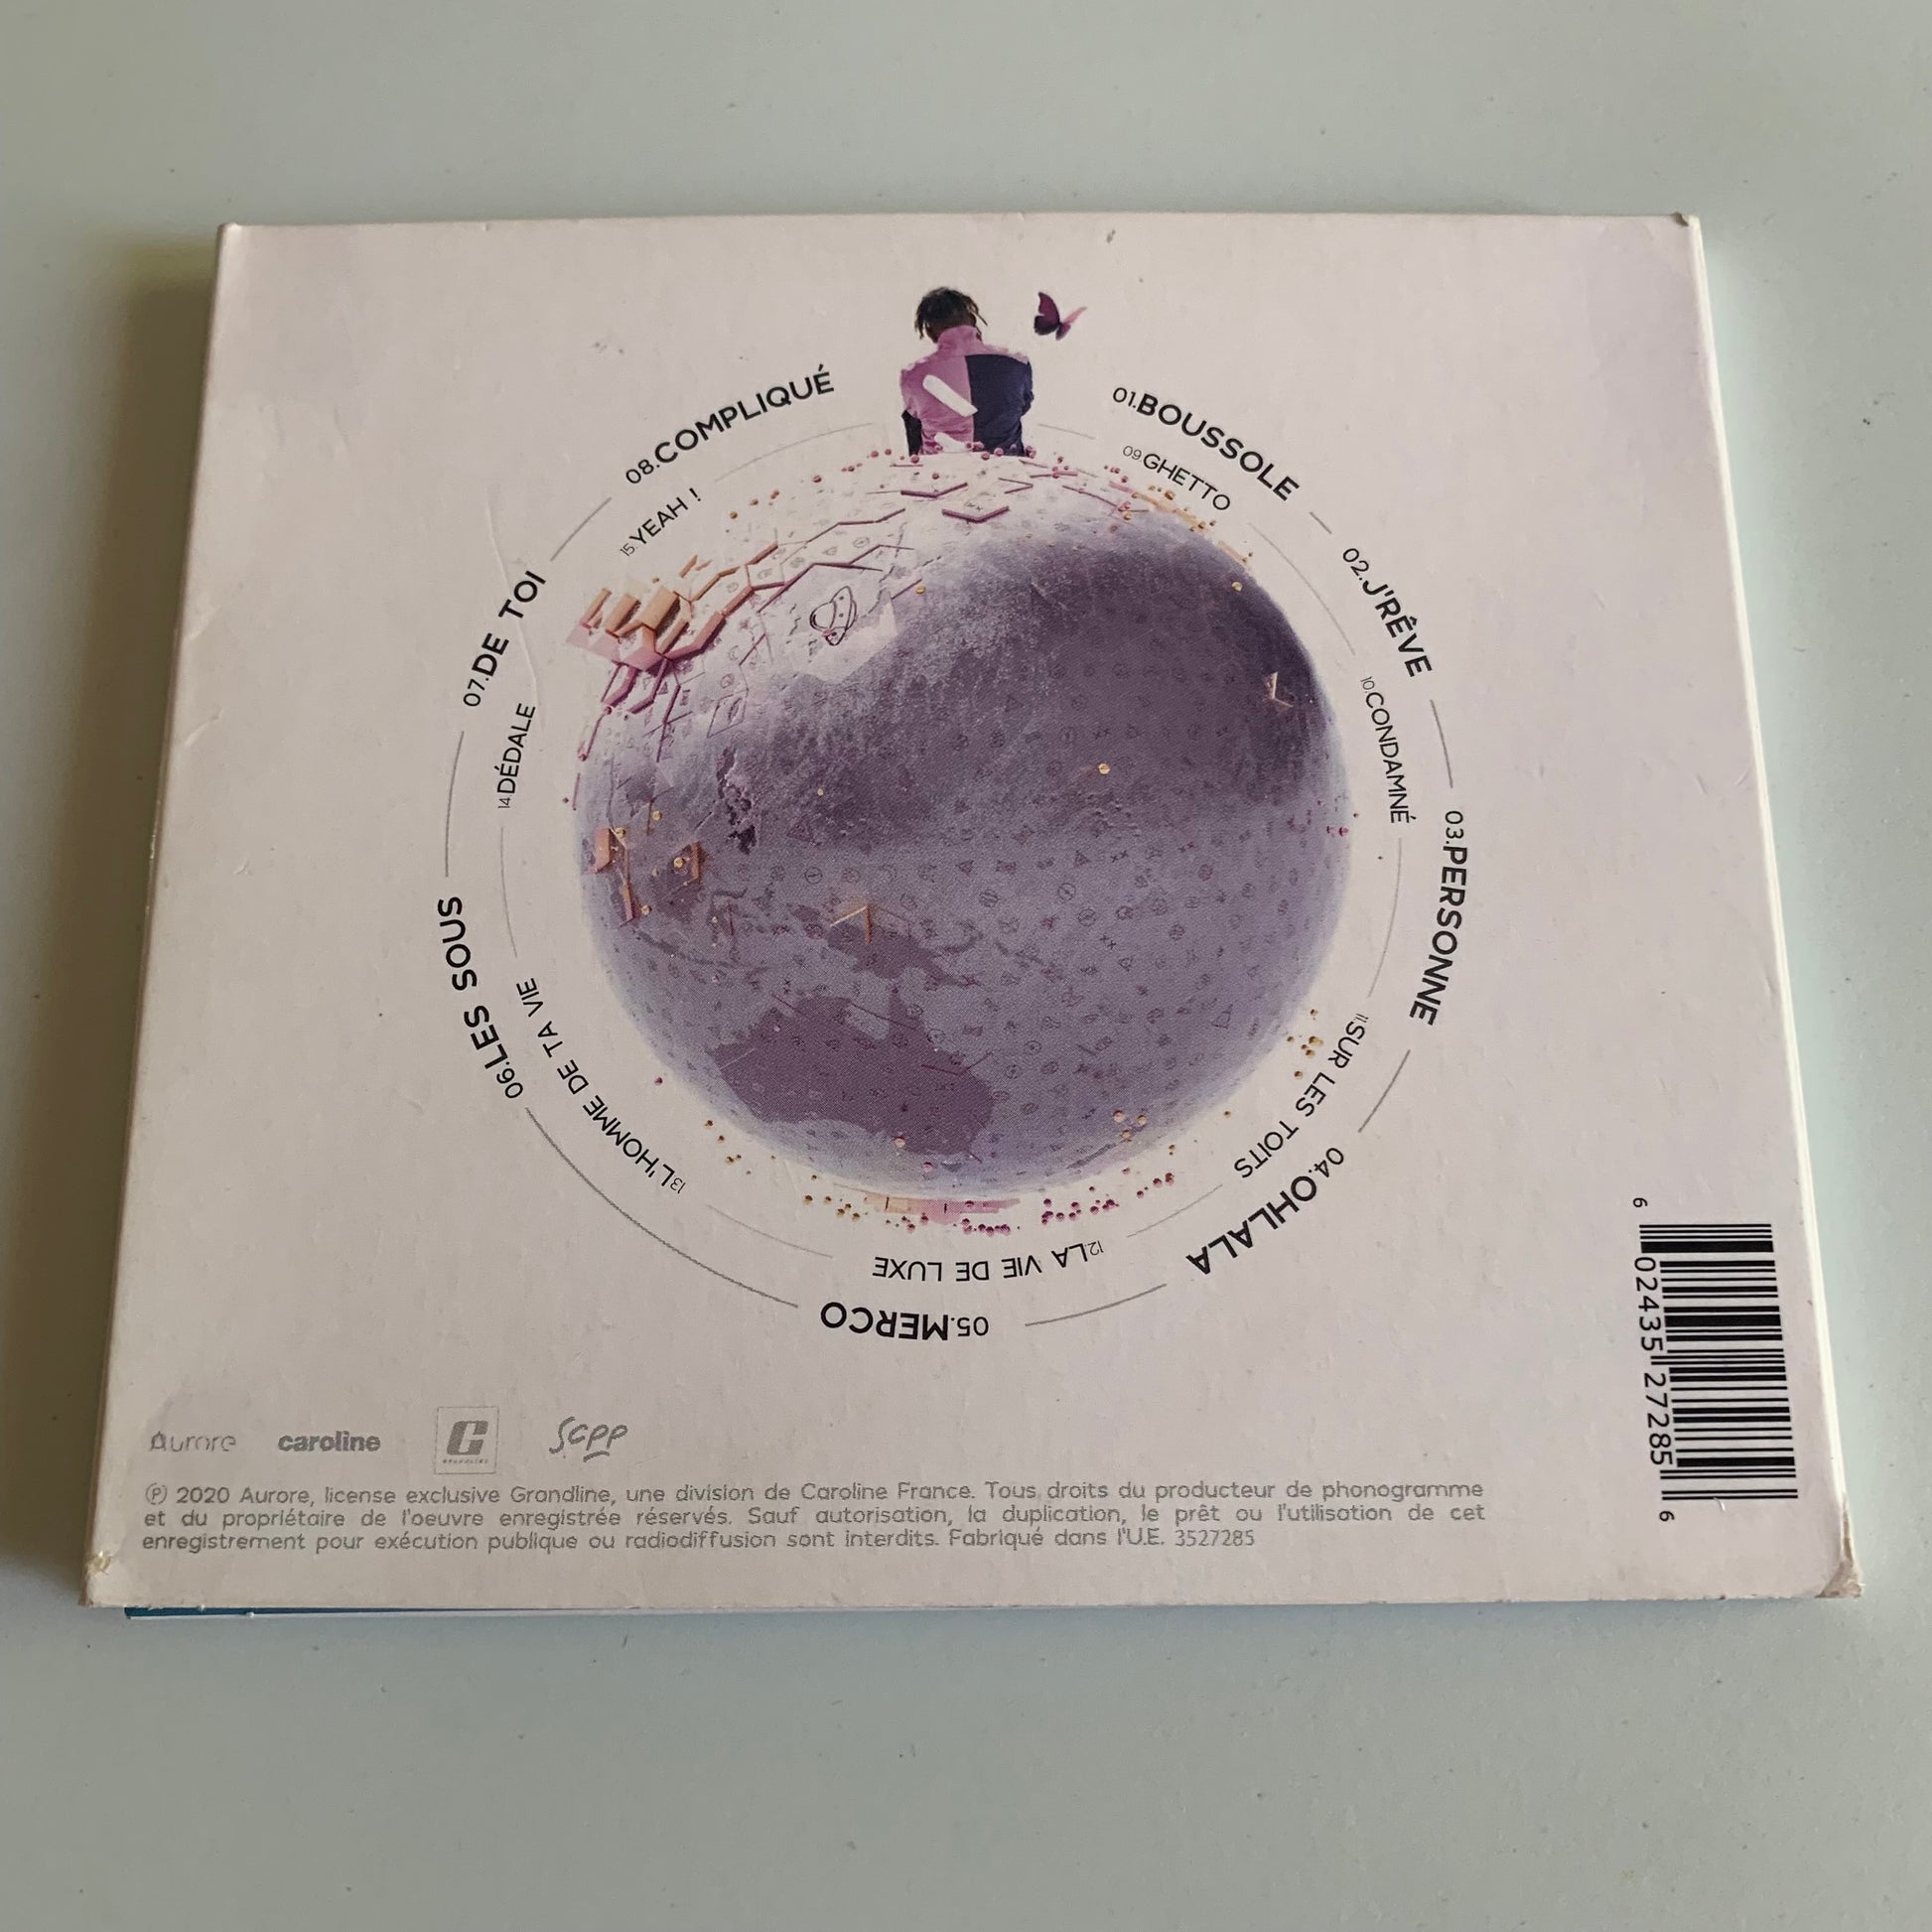 01.BOUSSOLE
02.J'RÊVE
03.PERSONNE
04.OHLALA
05.MERCO
06.LES SOUS
07.DE TOI
08.COMPLIQUÉ
09 GHETTO
10.CONDAMNÉ
11.SUR LES TOITS
12.LA VIE DE LUXE
13 L'HOMME DE TA VIE
14 DÉDALE
15 YEAH !
6 02435 27285 6
Aurore caroline G SCPP
℗ 2020 Aurore, license exclusive Grandline, une division de Caroline France. Tous droits du producteur de phonogramme
et du propriétaire de l'oeuvre enregistrée réservés. Sauf autorisation, la duplication, le prêt ou l'utilisation de cet
enregistrement pour exécution publique ou radiodiffusion sont interdits. Fabriqué dans l'U.E. 3527285